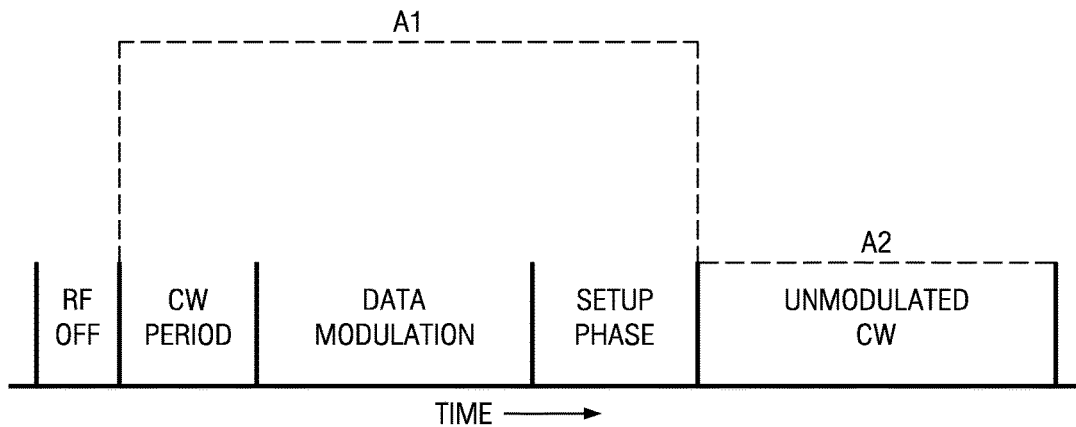 A1
A2
RF
OFF
CW
PERIOD
DATA
MODULATION
SETUP
PHASE
UNMODULATED
CW
TIME